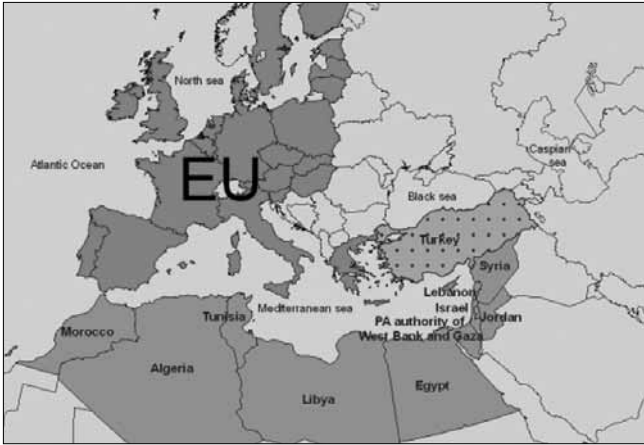 North sea
Atlantic Ocean
EU
Caspian
sea
Black sea
Turkey
Syria
Mediterranean sea
Lebanon
Israel
PA authority of
West Bank and Gaza
Jordan
Tunisia
Morocco
Algeria
Libya
Egypt